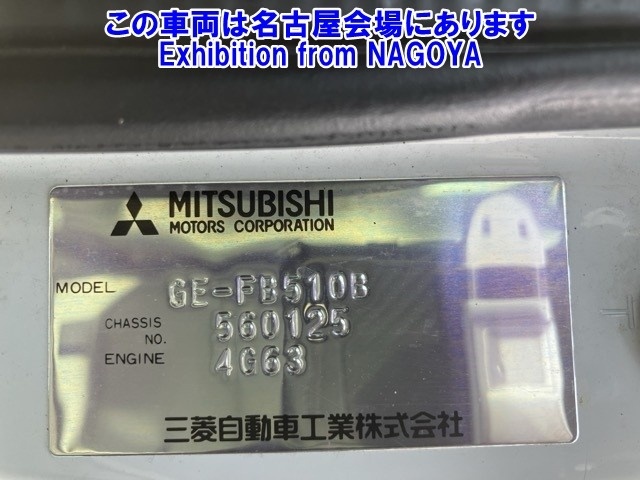 この車両は名古屋会場にあります
Exhibition from NAGOYA
MITSUBISHI
MOTORS CORPORATION
MODEL GE-FB510B
CHASSIS NO. 560125
ENGINE 4G63
三菱自動車工業株式会社